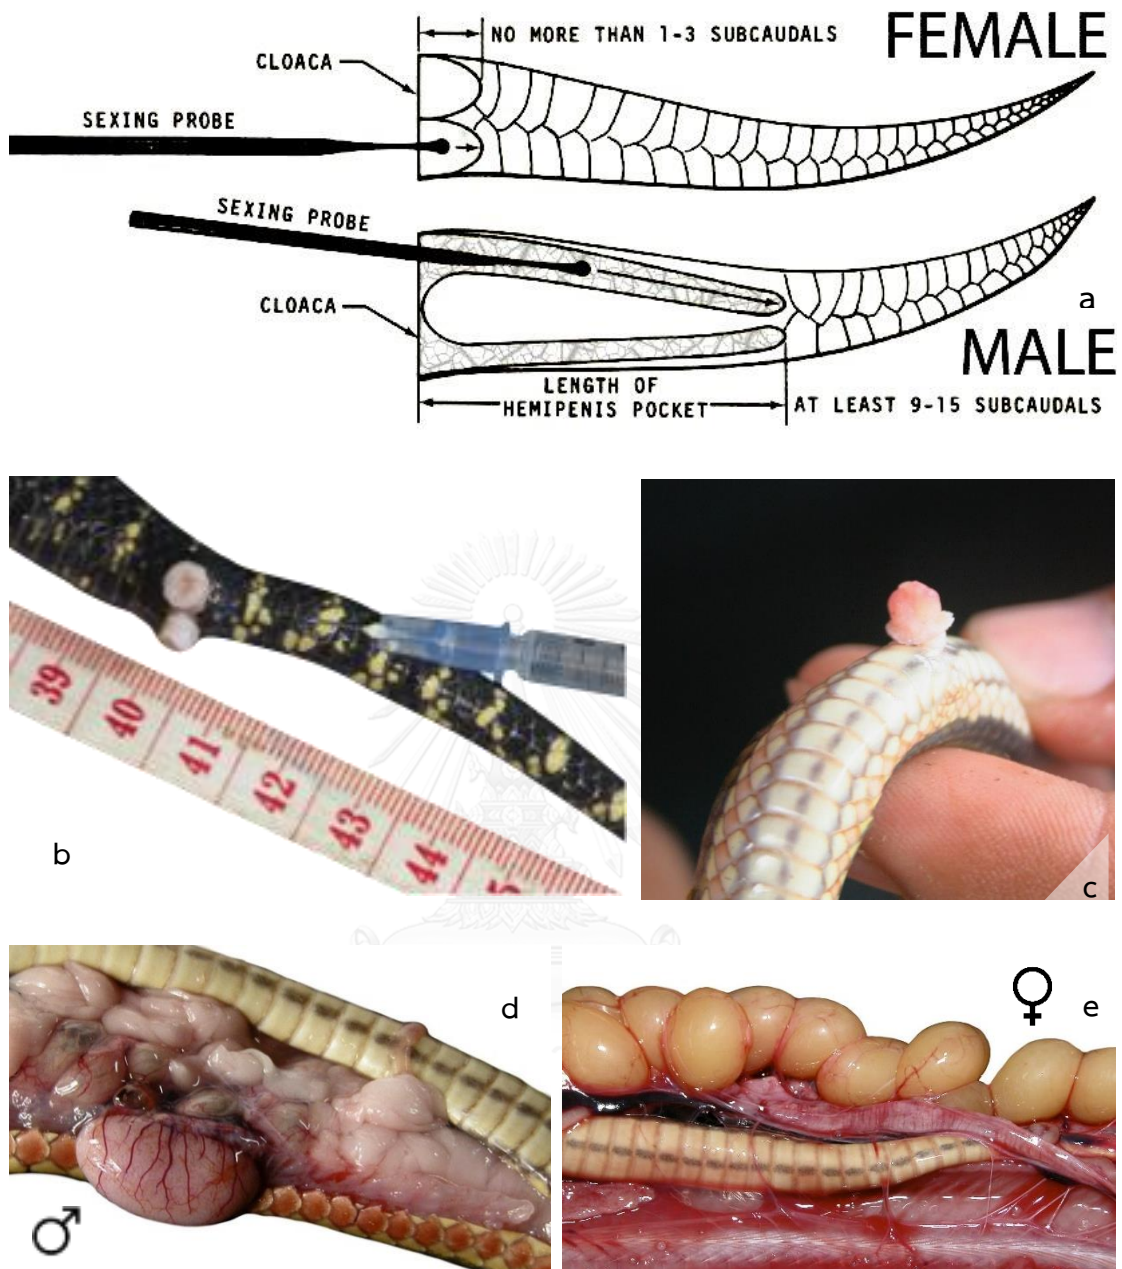 NO MORE THAN 1-3 SUBCAUDALS
FEMALE
CLOACA
SEXING PROBE
SEXING PROBE
CLOACA
a
MALE
LENGTH OF
HEMIPENIS POCKET
AT LEAST 9-15 SUBCAUDALS
39
40
41
42
43
44
5
b
c
d
♂
♀
e